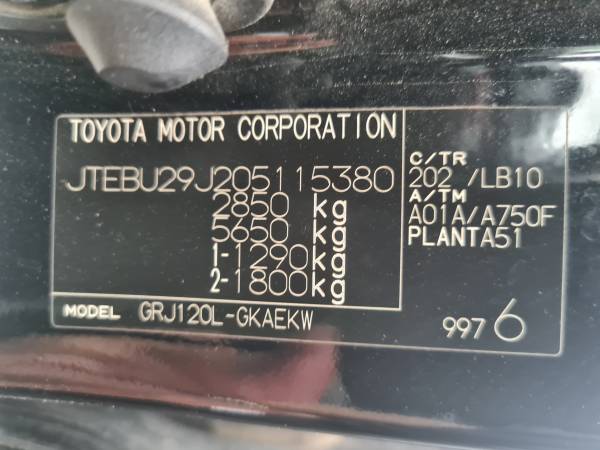 TOYOTA MOTOR CORPORATION
JTEBU29J205115380
2850 kg
5650 kg
1-1290kg
2-1800kg
C/TR
202 /LB10
A/TM
A01A/A750F
PLANTA51
MODEL GRJ120L-GKAEKW
997 6